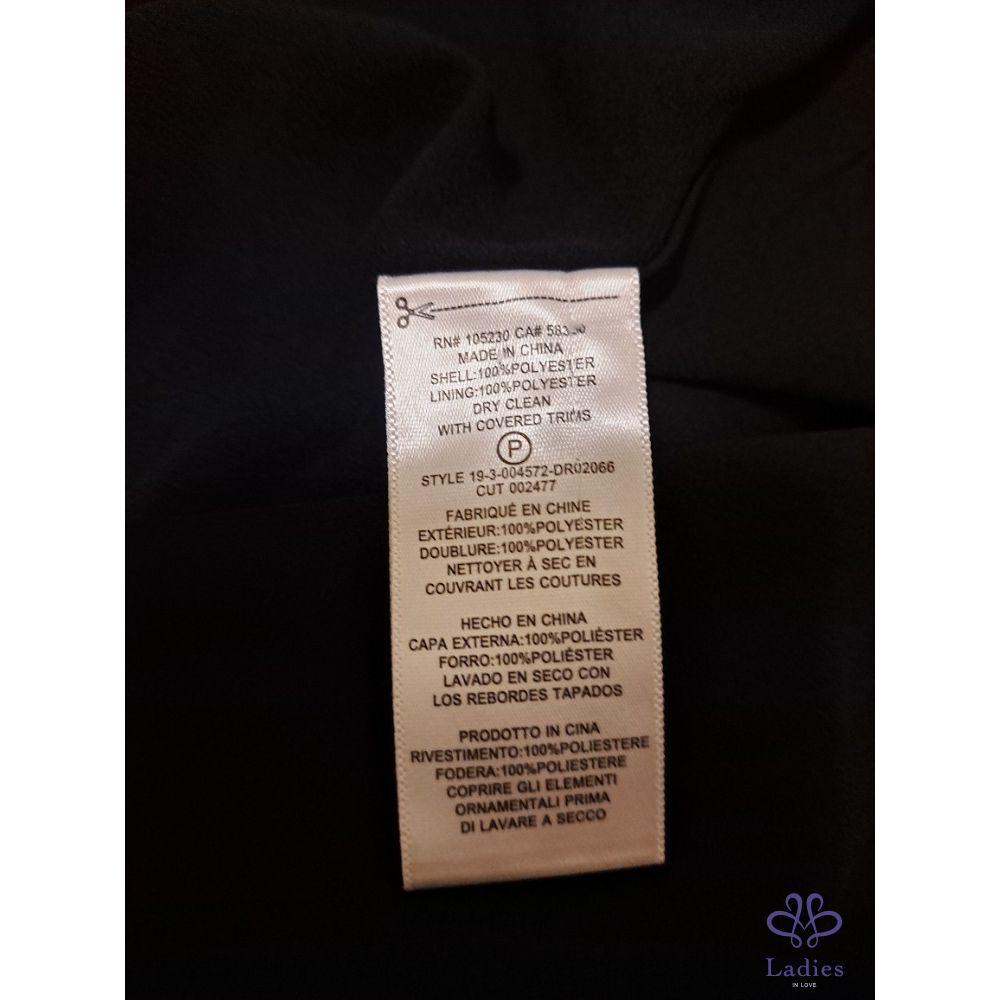 RN# 105230 CA#
MADE IN CHINA
SHELL:100%POLYESTER
LINING:100%POLYESTER
DRY CLEAN
WITH COVERED TRIMS
P
STYLE 19-3-004572-DR02066
CUT 002477
FABRIQUÉ EN CHINE
EXTÉRIEUR:100%POLYESTER
DOUBLURE:100%POLYESTER
NETTOYER À SEC EN
COUVRANT LES COUTURES
HECHO EN CHINA
CAPA EXTERNA:100%POLIÉSTER
FORRO:100%POLIÉSTER
LAVADO EN SECO CON
LOS REBORDES TAPADOS
PRODOTTO IN CINA
RIVESTIMENTO:100%POLIESTERE
FODERA:100%POLIESTERE
COPRIRE GLI ELEMENTI
ORNAMENTALI PRIMA
DI LAVARE A SECCO
Ladies
IN LOVE